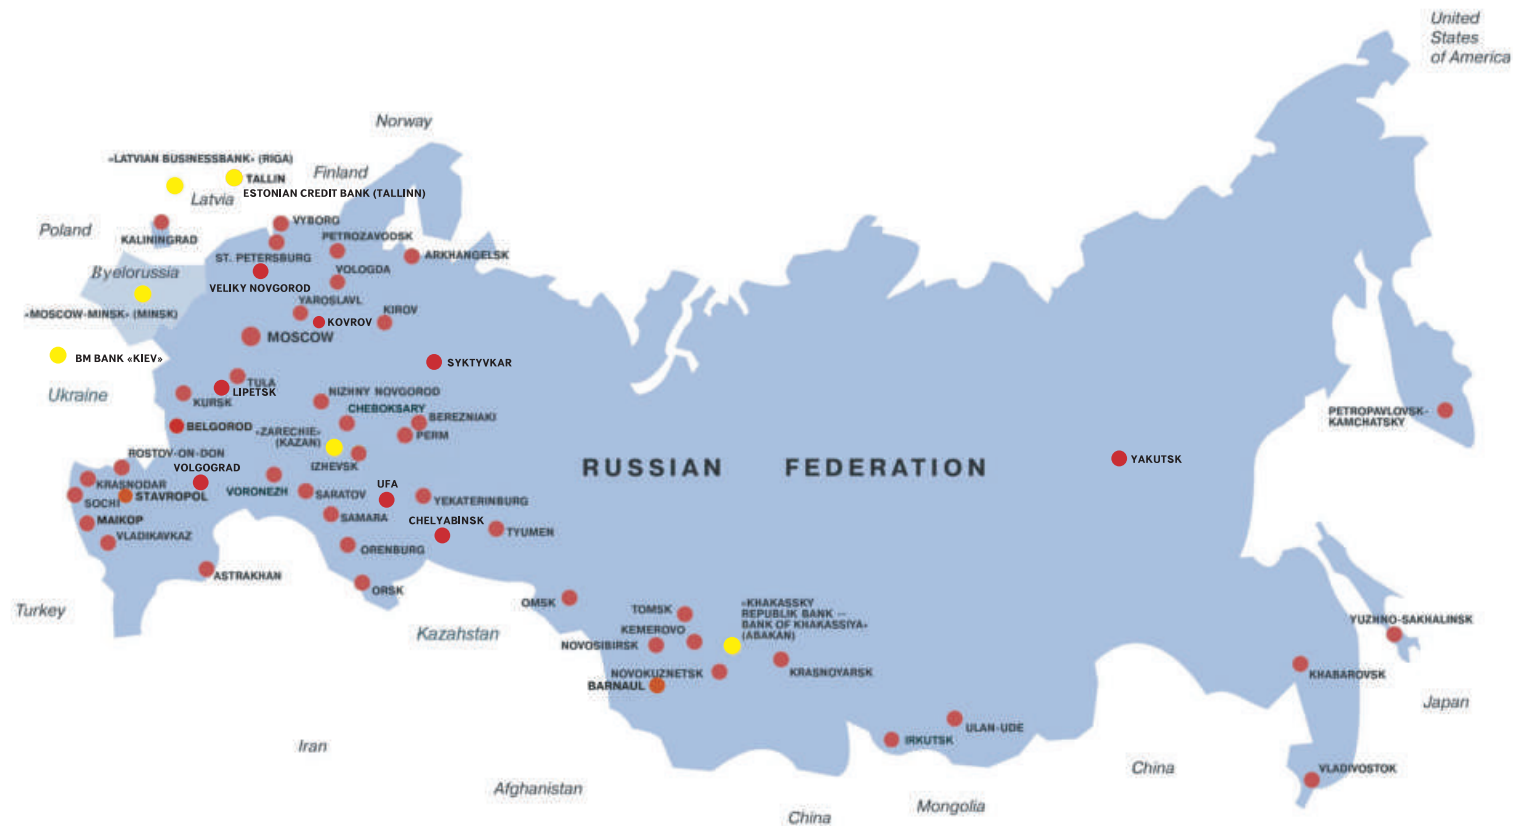 United
States
of America
Norway
«LATVIAN BUSINESSBANK» (RIGA)
Finland
TALLIN
ESTONIAN CREDIT BANK (TALLINN)
Latvia
Poland
KALININGRAD
VYBORG
PETROZAVODSK
ARKHANGELSK
ST. PETERSBURG
Byelorussia
VOLOGDA
VELIKY NOVGOROD
YAROSLAVL
«MOSCOW-MINSK» (MINSK)
KIROV
KOVROV
MOSCOW
BM BANK «KIEV»
SYKTYVKAR
Ukraine
TULA
LIPETSK
NIZHNY NOVGOROD
KURSK
CHEBOKSARY
BEREZNIAKI
PETROPAVLOVSK-
KAMCHATSKY
BELGOROD
«ZARECHIE»
(KAZAN)
PERM
ROSTOV-ON-DON
VOLGOGRAD
IZHEVSK
RUSSIAN FEDERATION
YAKUTSK
KRASNODAR
UFA
VORONEZH
SARATOV
STAVROPOL
SOCHI
YEKATERINBURG
MAIKOP
SAMARA
CHELYABINSK
VLADIKAVKAZ
TYUMEN
ORENBURG
ASTRAKHAN
ORSK
OMSK
«KHAKASSKY
REPUBLIK BANK —
BANK OF KHAKASSIYA»
(ABAKAN)
TOMSK
Turkey
YUZHNO-SAKHALINSK
KEMEROVO
Kazahstan
NOVOSIBIRSK
NOVOKUZNETSK
KRASNOYARSK
KHABAROVSK
BARNAUL
Japan
ULAN-UDE
IRKUTSK
Iran
China
VLADIVOSTOK
Afghanistan
Mongolia
China